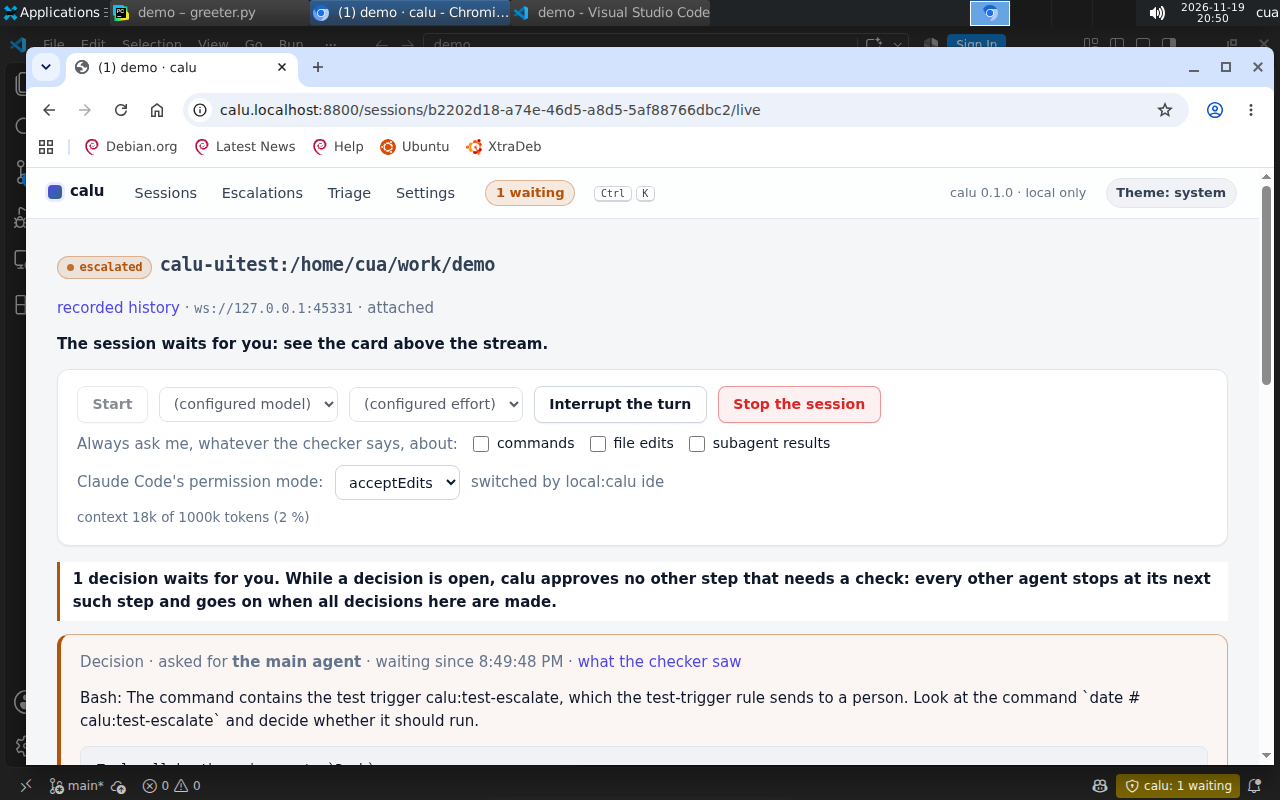 Applications
demo – greeter.py
(1) demo · calu - Chromi...
demo - Visual Studio Code
2026-11-19
20:50
cua
File Edit Selection View Go Run ... demo Sign In
(1) demo · calu
calu.localhost:8800/sessions/b2202d18-a74e-46d5-a8d5-5af88766dbc2/live
Debian.org Latest News Help Ubuntu XtraDeb
calu Sessions Escalations Triage Settings 1 waiting Ctrl K calu 0.1.0 · local only Theme: system
escalated calu-uitest:/home/cua/work/demo
recorded history · ws://127.0.0.1:45331 · attached
The session waits for you: see the card above the stream.
Start (configured model) (configured effort) Interrupt the turn Stop the session
Always ask me, whatever the checker says, about: commands file edits subagent results
Claude Code's permission mode: acceptEdits switched by local:calu ide
context 18k of 1000k tokens (2 %)
1 decision waits for you. While a decision is open, calu approves no other step that needs a check: every other agent stops at its next
such step and goes on when all decisions here are made.
Decision · asked for the main agent · waiting since 8:49:48 PM · what the checker saw
Bash: The command contains the test trigger calu:test-escalate, which the test-trigger rule sends to a person. Look at the command `date #
calu:test-escalate` and decide whether it should run.
main* 0 0 calu: 1 waiting